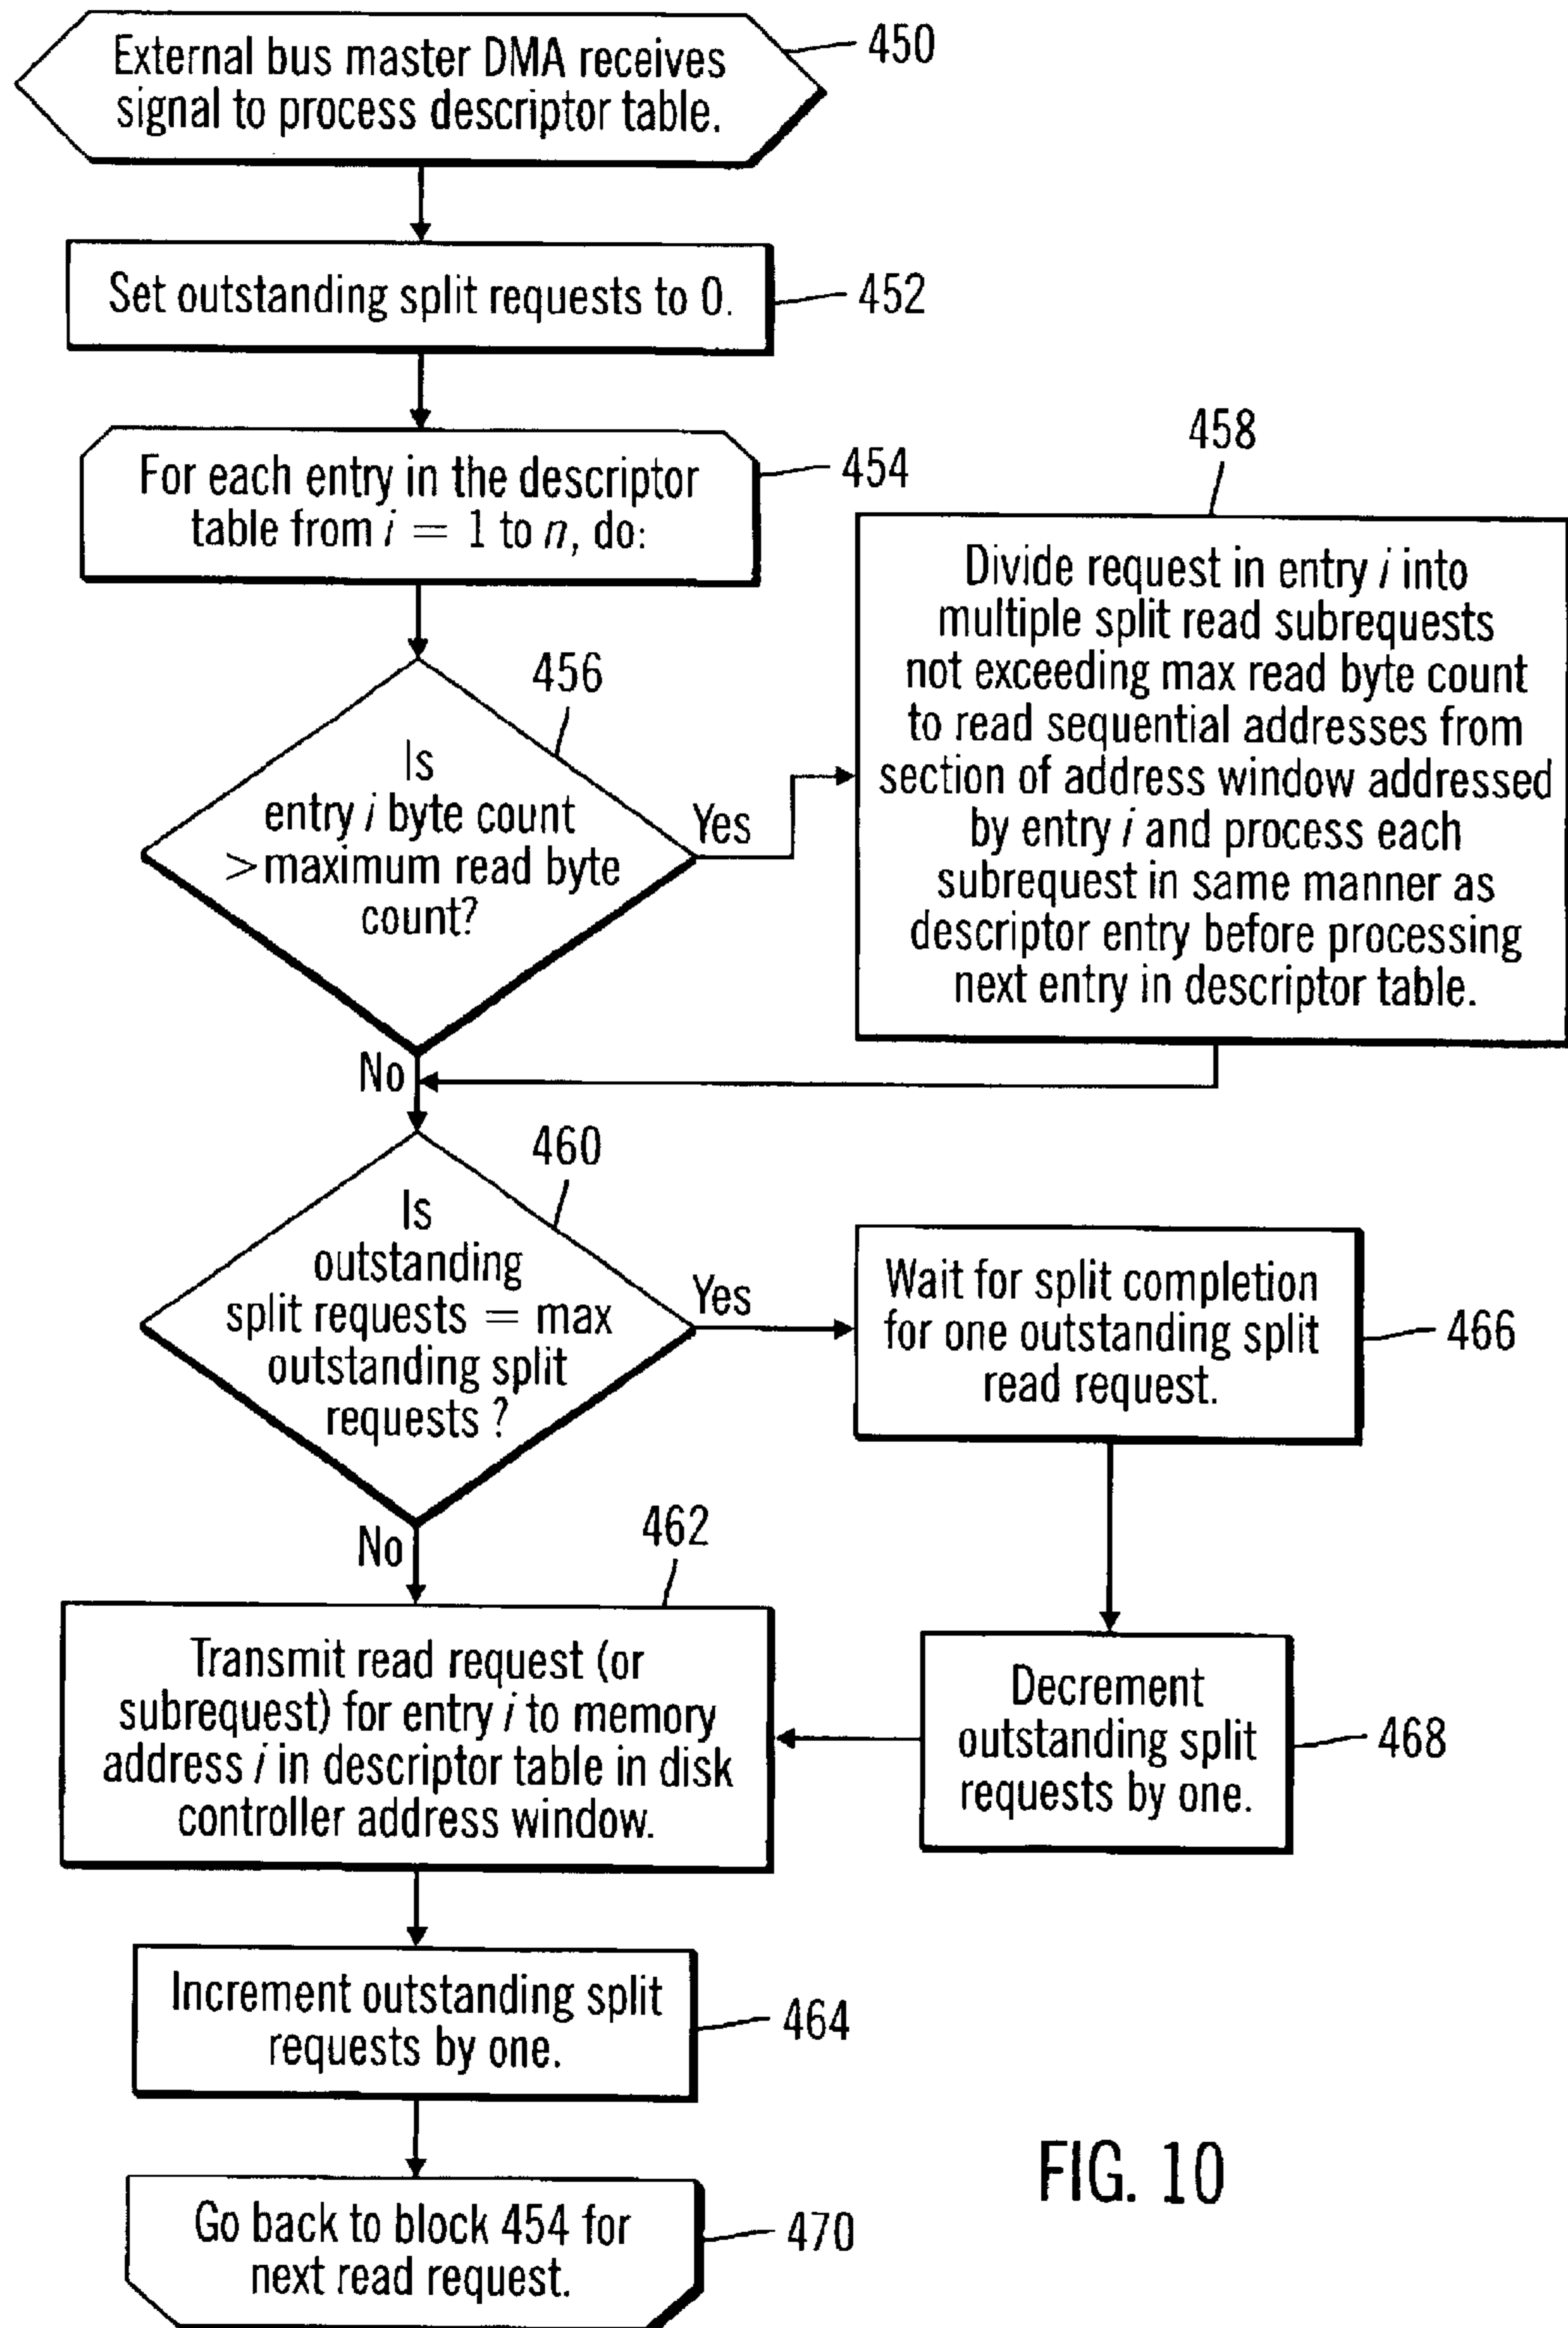 External bus master DMA receives
signal to process descriptor table.
450
Set outstanding split requests to 0.
452
For each entry in the descriptor
table from i = 1 to n, do:
454
458
Divide request in entry i into
multiple split read subrequests
not exceeding max read byte count
to read sequential addresses from
section of address window addressed
by entry i and process each
subrequest in same manner as
descriptor entry before processing
next entry in descriptor table.
456
Is
entry i byte count
>maximum read byte
count?
Yes
No
460
Is
outstanding
split requests = max
outstanding split
requests ?
Yes
No
Wait for split completion
for one outstanding split
read request.
466
462
Transmit read request (or
subrequest) for entry i to memory
address i in descriptor table in disk
controller address window.
Decrement
outstanding split
requests by one.
468
Increment outstanding split
requests by one.
464
Go back to block 454 for
next read request.
470
FIG. 10